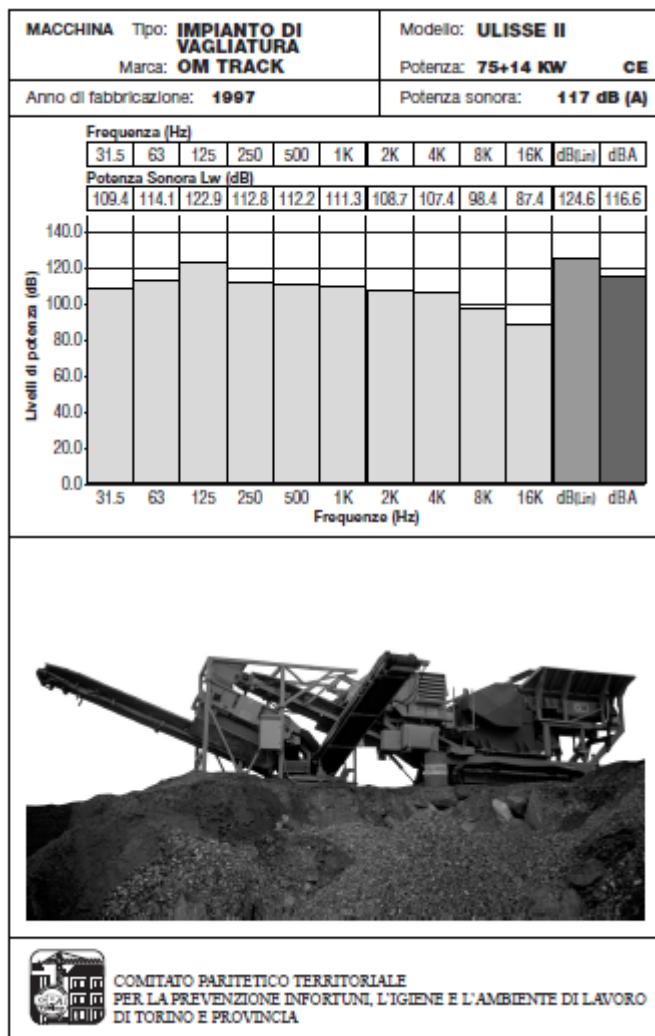 MACCHINA Tipo: IMPIANTO DI
VAGLIATURA
Marca: OM TRACK
Modello: ULISSE II
Potenza: 75+14 KW CE
Anno di fabbricazione: 1997
Potenza sonora: 117 dB (A)
Frequenza (Hz)
31.5 63 125 250 500 1K 2K 4K 8K 16K dB(Lin) dBA
Potenza Sonora Lw (dB)
109.4 114.1 122.9 112.8 112.2 111.3 108.7 107.4 98.4 87.4 124.6 116.6
Livelli di potenza (dB)
140.0
120.0
100.0
80.0
60.0
40.0
20.0
0.0
31.5 63 125 250 500 1K 2K 4K 8K 16K dB(Lin) dBA
Frequenze (Hz)
COMITATO PARITETICO TERRITORIALE
PER LA PREVENZIONE INFORTUNI, L'IGIENE E L'AMBIENTE DI LAVORO
DI TORINO E PROVINCIA